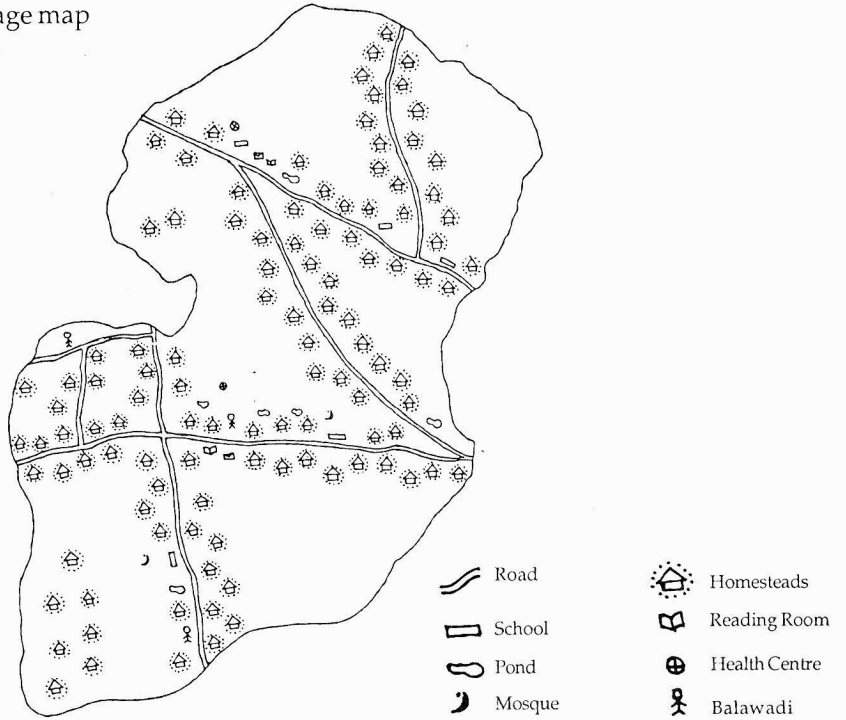 age map
Road
School
Pond
Mosque
Homesteads
Reading Room
Health Centre
Balawadi